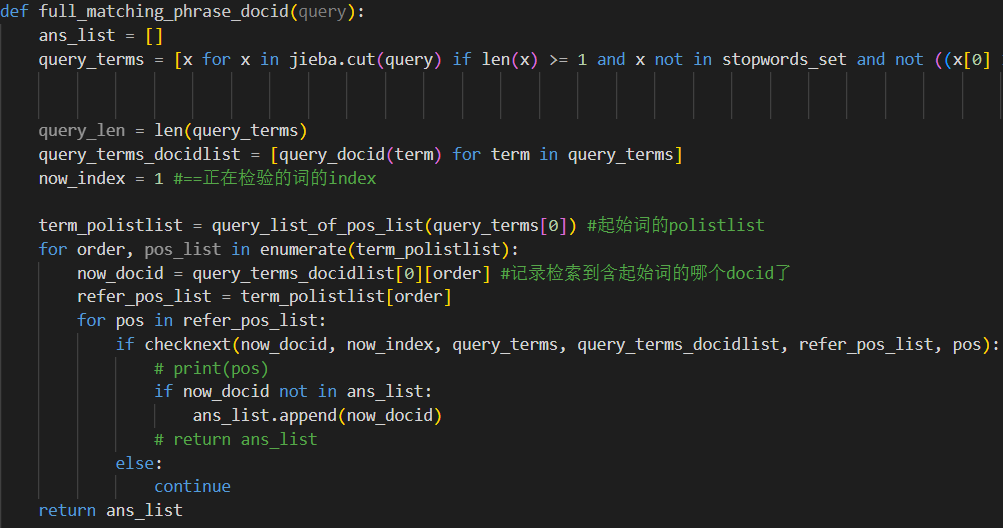 def full_matching_phrase_docid(query):
    ans_list = []
    query_terms = [x for x in jieba.cut(query) if len(x) >= 1 and x not in stopwords_set and not ((x[0]
    query_len = len(query_terms)
    query_terms_docidlist = [query_docid(term) for term in query_terms]
    now_index = 1 #==正在检验的词的index
    term_polistlist = query_list_of_pos_list(query_terms[0]) #起始词的polistlist
    for order, pos_list in enumerate(term_polistlist):
        now_docid = query_terms_docidlist[0][order] #记录检索到含起始词的哪个docid了
        refer_pos_list = term_polistlist[order]
        for pos in refer_pos_list:
            if checknext(now_docid, now_index, query_terms, query_terms_docidlist, refer_pos_list, pos):
                # print(pos)
                if now_docid not in ans_list:
                    ans_list.append(now_docid)
                # return ans_list
            else:
                continue
    return ans_list